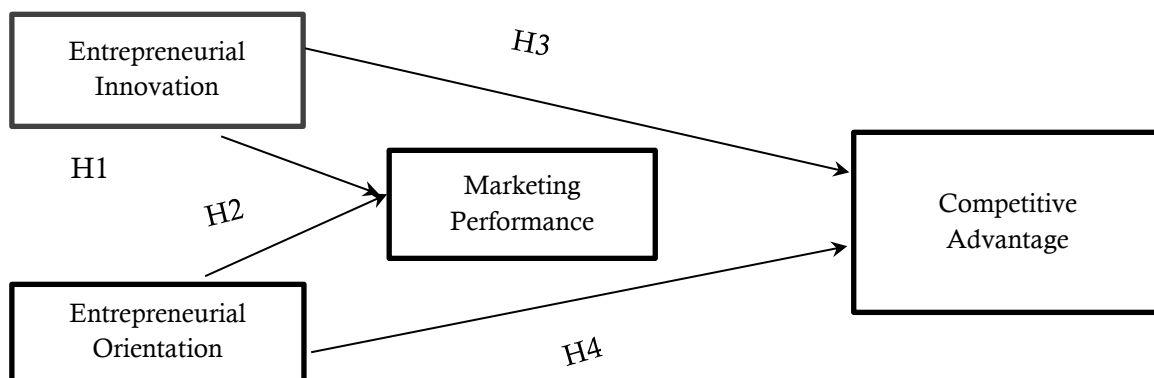 Entrepreneurial
Innovation
H3
H1
Marketing
Performance
H2
Competitive
Advantage
Entrepreneurial
Orientation
H4